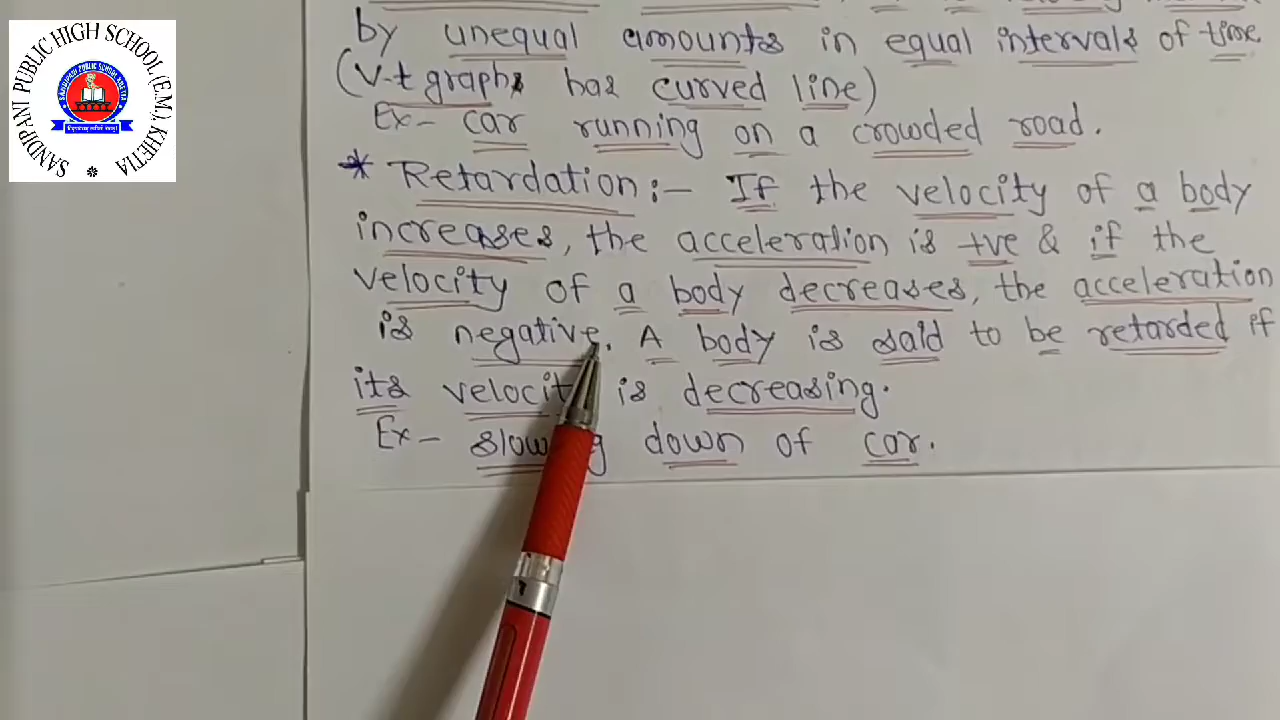 by unequal amounts in equal intervals of time.
(V-t graph has curved line)
Ex- car running on a crowded road.
* Retardation :- If the velocity of a body
increases, the acceleration is +ve & if the
velocity of a body decreases, the acceleration
is negative. A body is said to be retarded if
its velocity is decreasing.
Ex- slowing down of car.
SANDIPANI PUBLIC HIGH SCHOOL (E.M.) KHETIA